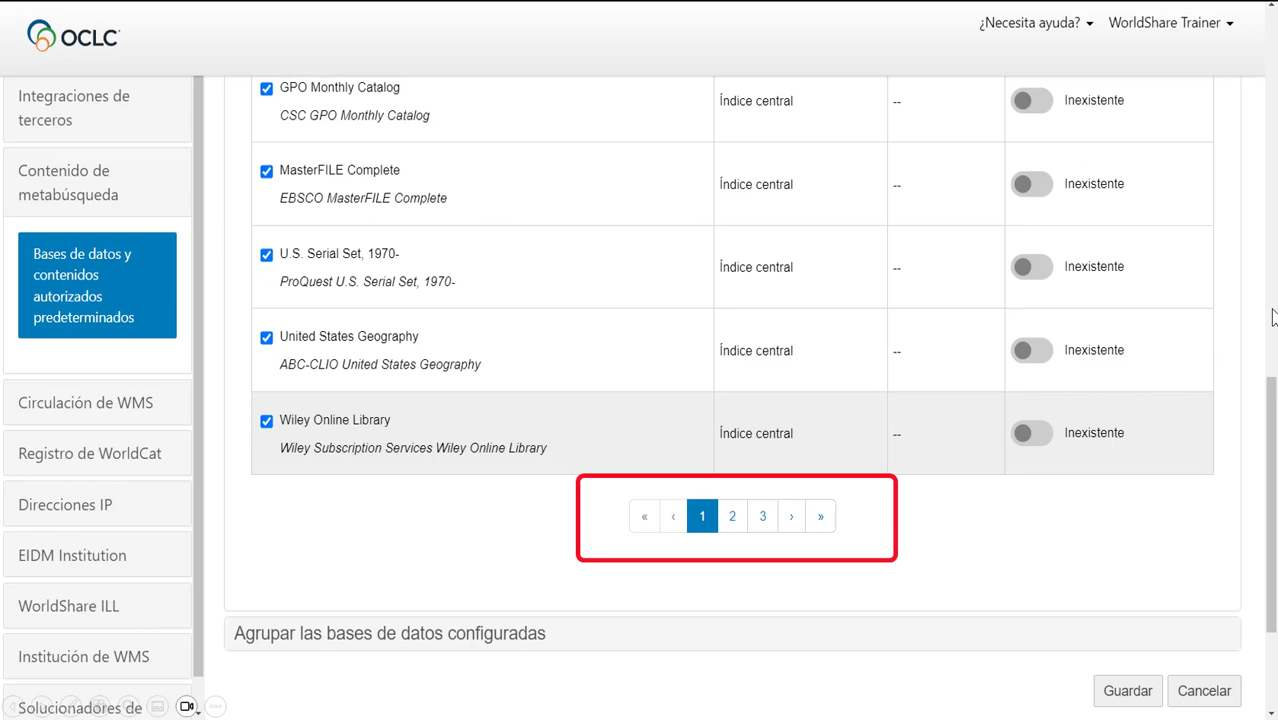 OCLC
¿Necesita ayuda?
WorldShare Trainer
Integraciones de
terceros
Contenido de
metabúsqueda
Bases de datos y
contenidos
autorizados
predeterminados
Circulación de WMS
Registro de WorldCat
Direcciones IP
EIDM Institution
WorldShare ILL
Institución de WMS
Solucionadores de
GPO Monthly Catalog
CSC GPO Monthly Catalog
Índice central
--
Inexistente
MasterFILE Complete
EBSCO MasterFILE Complete
Índice central
--
Inexistente
U.S. Serial Set, 1970-
ProQuest U.S. Serial Set, 1970-
Índice central
--
Inexistente
United States Geography
ABC-CLIO United States Geography
Índice central
--
Inexistente
Wiley Online Library
Wiley Subscription Services Wiley Online Library
Índice central
--
Inexistente
« ‹ 1 2 3 › »
Agrupar las bases de datos configuradas
Guardar
Cancelar